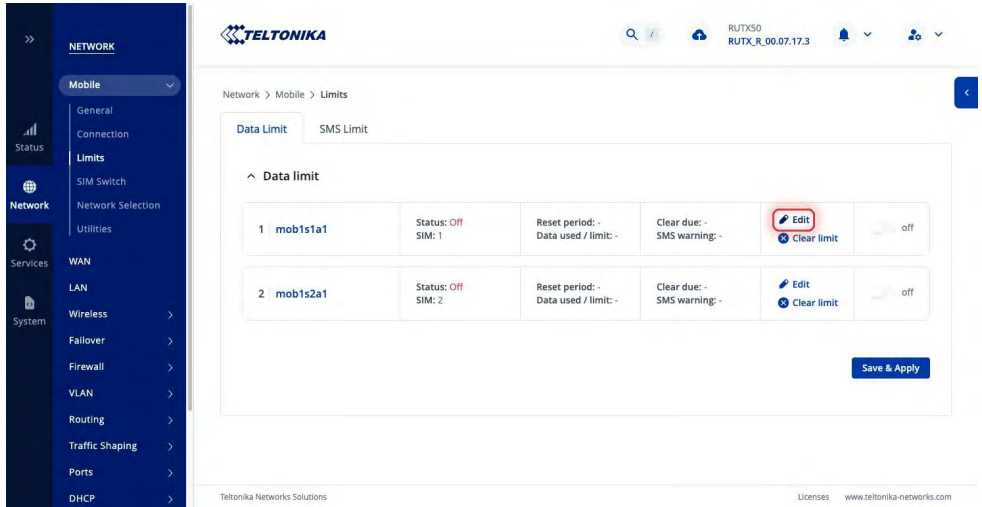 TELTONIKA
/
RUTX50
RUTX_R_00.07.17.3
NETWORK
Mobile
General
Connection
Limits
SIM Switch
Network Selection
Utilities
WAN
LAN
Wireless
Failover
Firewall
VLAN
Routing
Traffic Shaping
Ports
DHCP
Status
Network
Services
System
Network > Mobile > Limits
Data Limit SMS Limit
Data limit
1 mob1s1a1
Status: Off
SIM: 1
Reset period: -
Data used / limit: -
Clear due: -
SMS warning: -
Edit
Clear limit
off
2 mob1s2a1
Status: Off
SIM: 2
Reset period: -
Data used / limit: -
Clear due: -
SMS warning: -
Edit
Clear limit
off
Save & Apply
Teltonika Networks Solutions
Licenses www.teltonika-networks.com